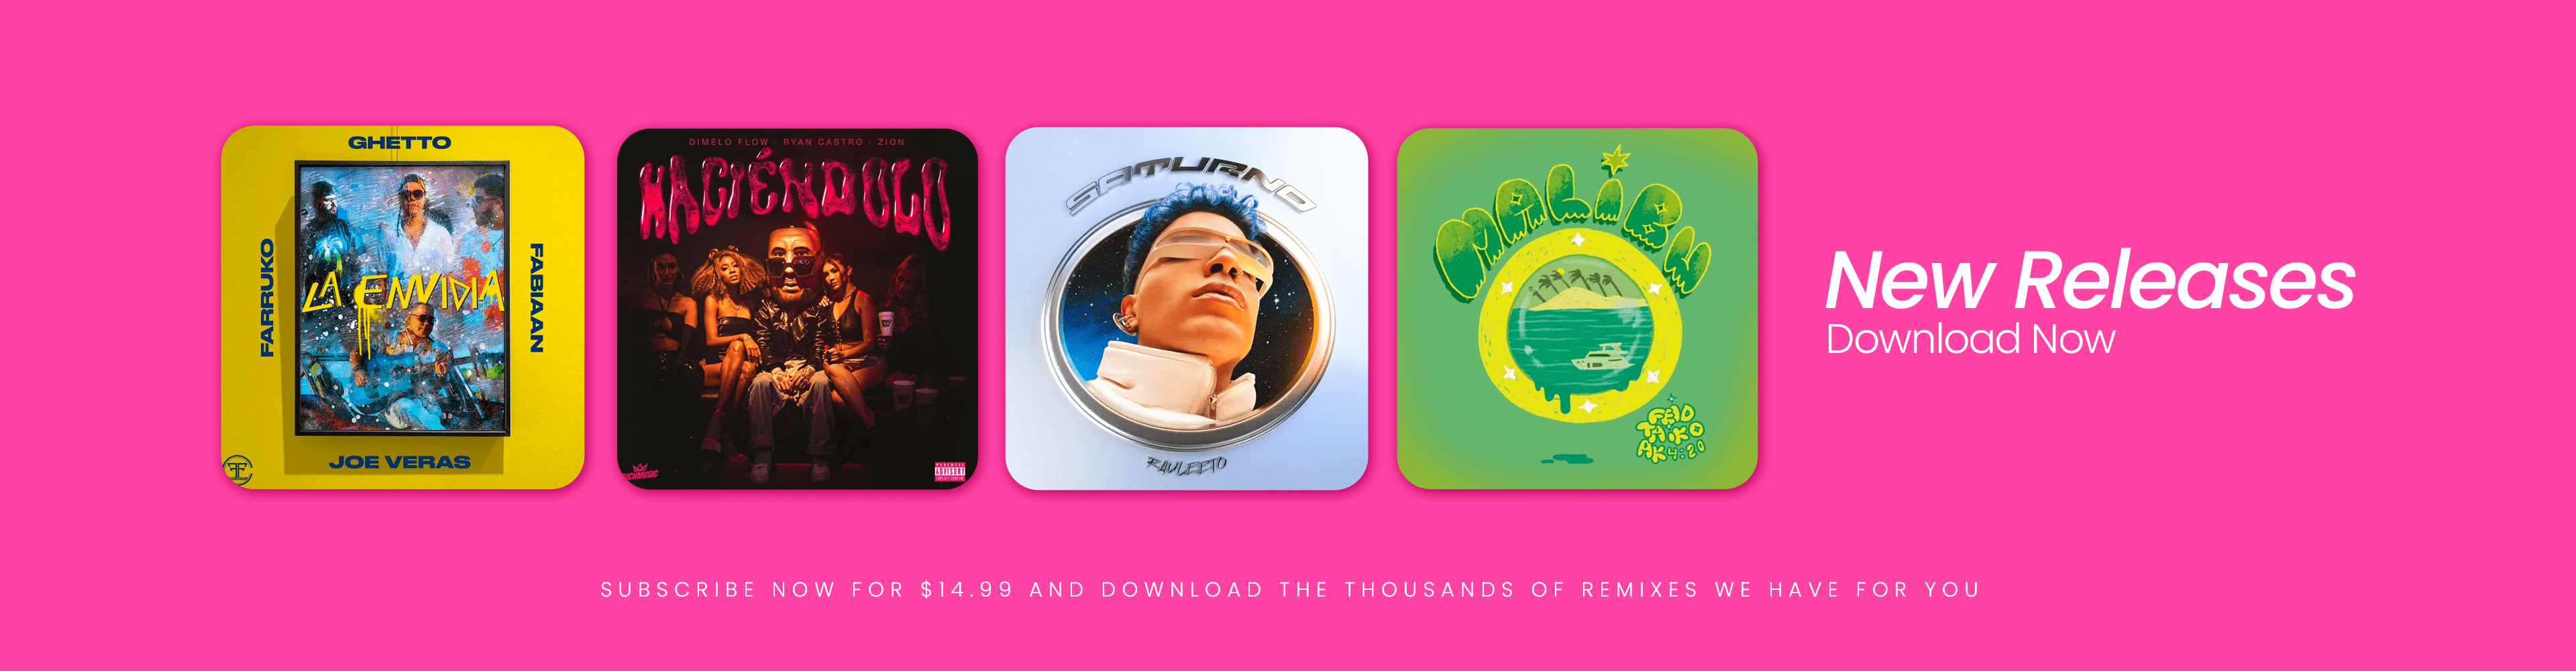 GHETTO
FARRUKO
FABIAAN
LA ENVIDIA
JOE VERAS
DIMELO FLOW · RYAN CASTRO · ZION
HACIÉNDOLO
RICHMUSIC
PARENTAL
ADVISORY
EXPLICIT CONTENT
SATURNO
RAULEETO
MALIBU
FEID
TAIKO
AK4:20
New Releases
Download Now
SUBSCRIBE NOW FOR $14.99 AND DOWNLOAD THE THOUSANDS OF REMIXES WE HAVE FOR YOU